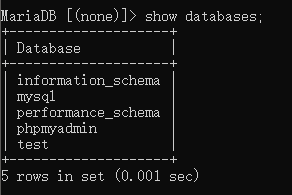 MariaDB [(none)]> show databases;
+--------------------+
| Database           |
+--------------------+
| information_schema |
| mysql              |
| performance_schema |
| phpmyadmin         |
| test               |
+--------------------+
5 rows in set (0.001 sec)